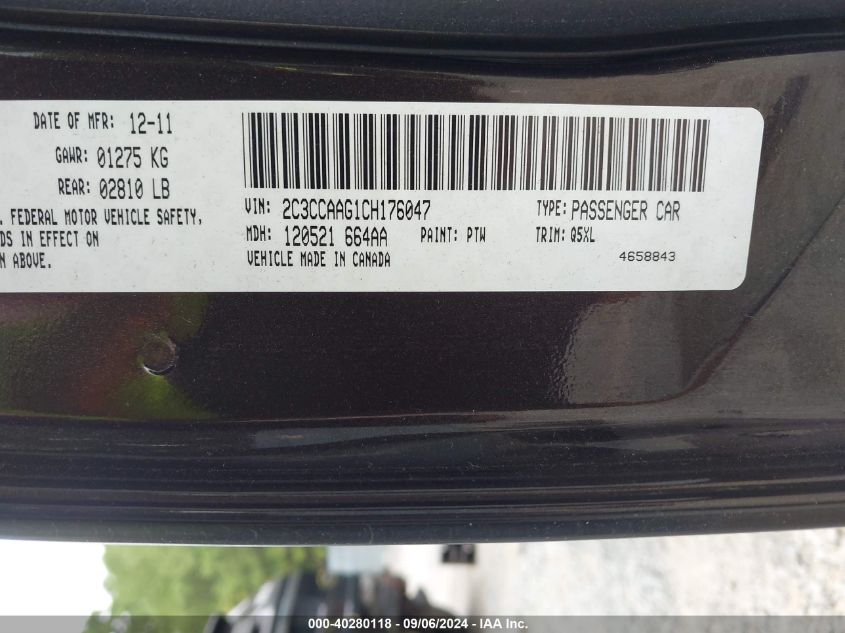 DATE OF MFR: 12-11
GAWR: 01275 KG
REAR: 02810 LB
. FEDERAL MOTOR VEHICLE SAFETY,
DS IN EFFECT ON
N ABOVE.
VIN: 2C3CCAAG1CH176047 TYPE: PASSENGER CAR
MDH: 120521 664AA PAINT: PTW TRIM: Q5XL
VEHICLE MADE IN CANADA 4658843
000-40280118 - 09/06/2024 - IAA Inc.